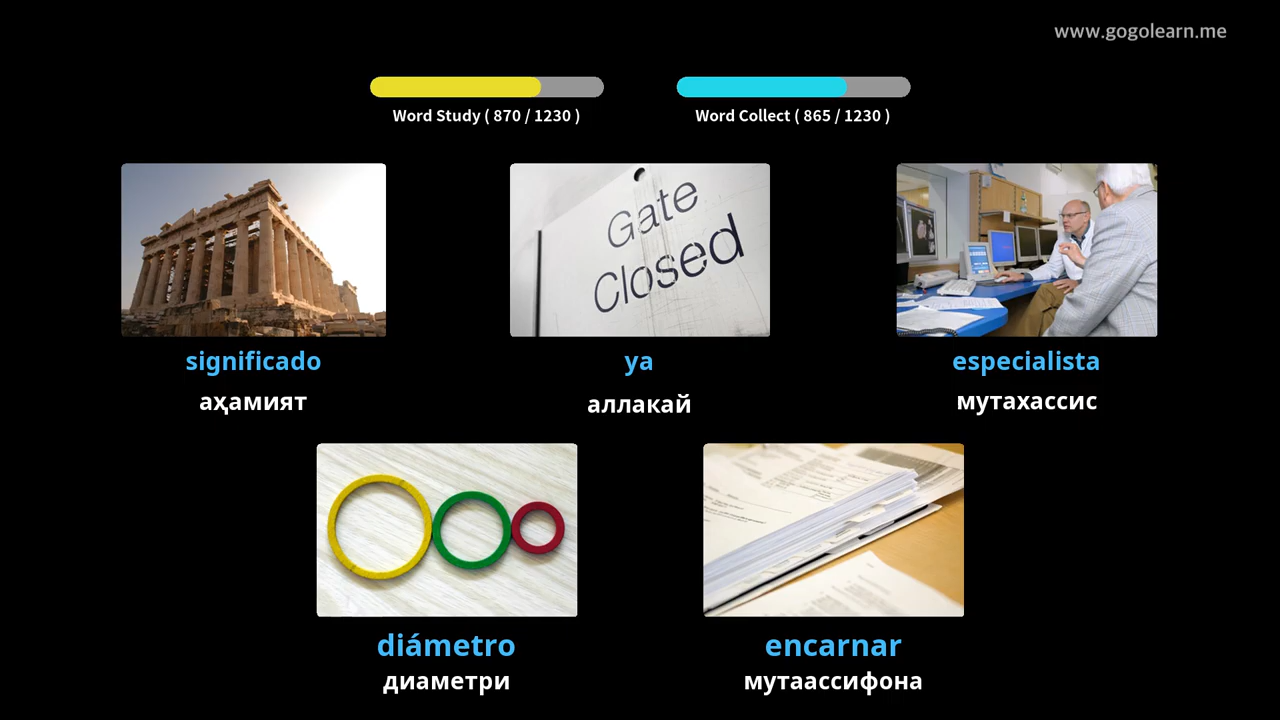 www.gogolearn.me
Word Study ( 870 / 1230 )
Word Collect ( 865 / 1230 )
Gate
Closed
significado
ya
especialista
аҳамият
аллакай
мутахассис
diámetro
encarnar
диаметри
мутаассифона